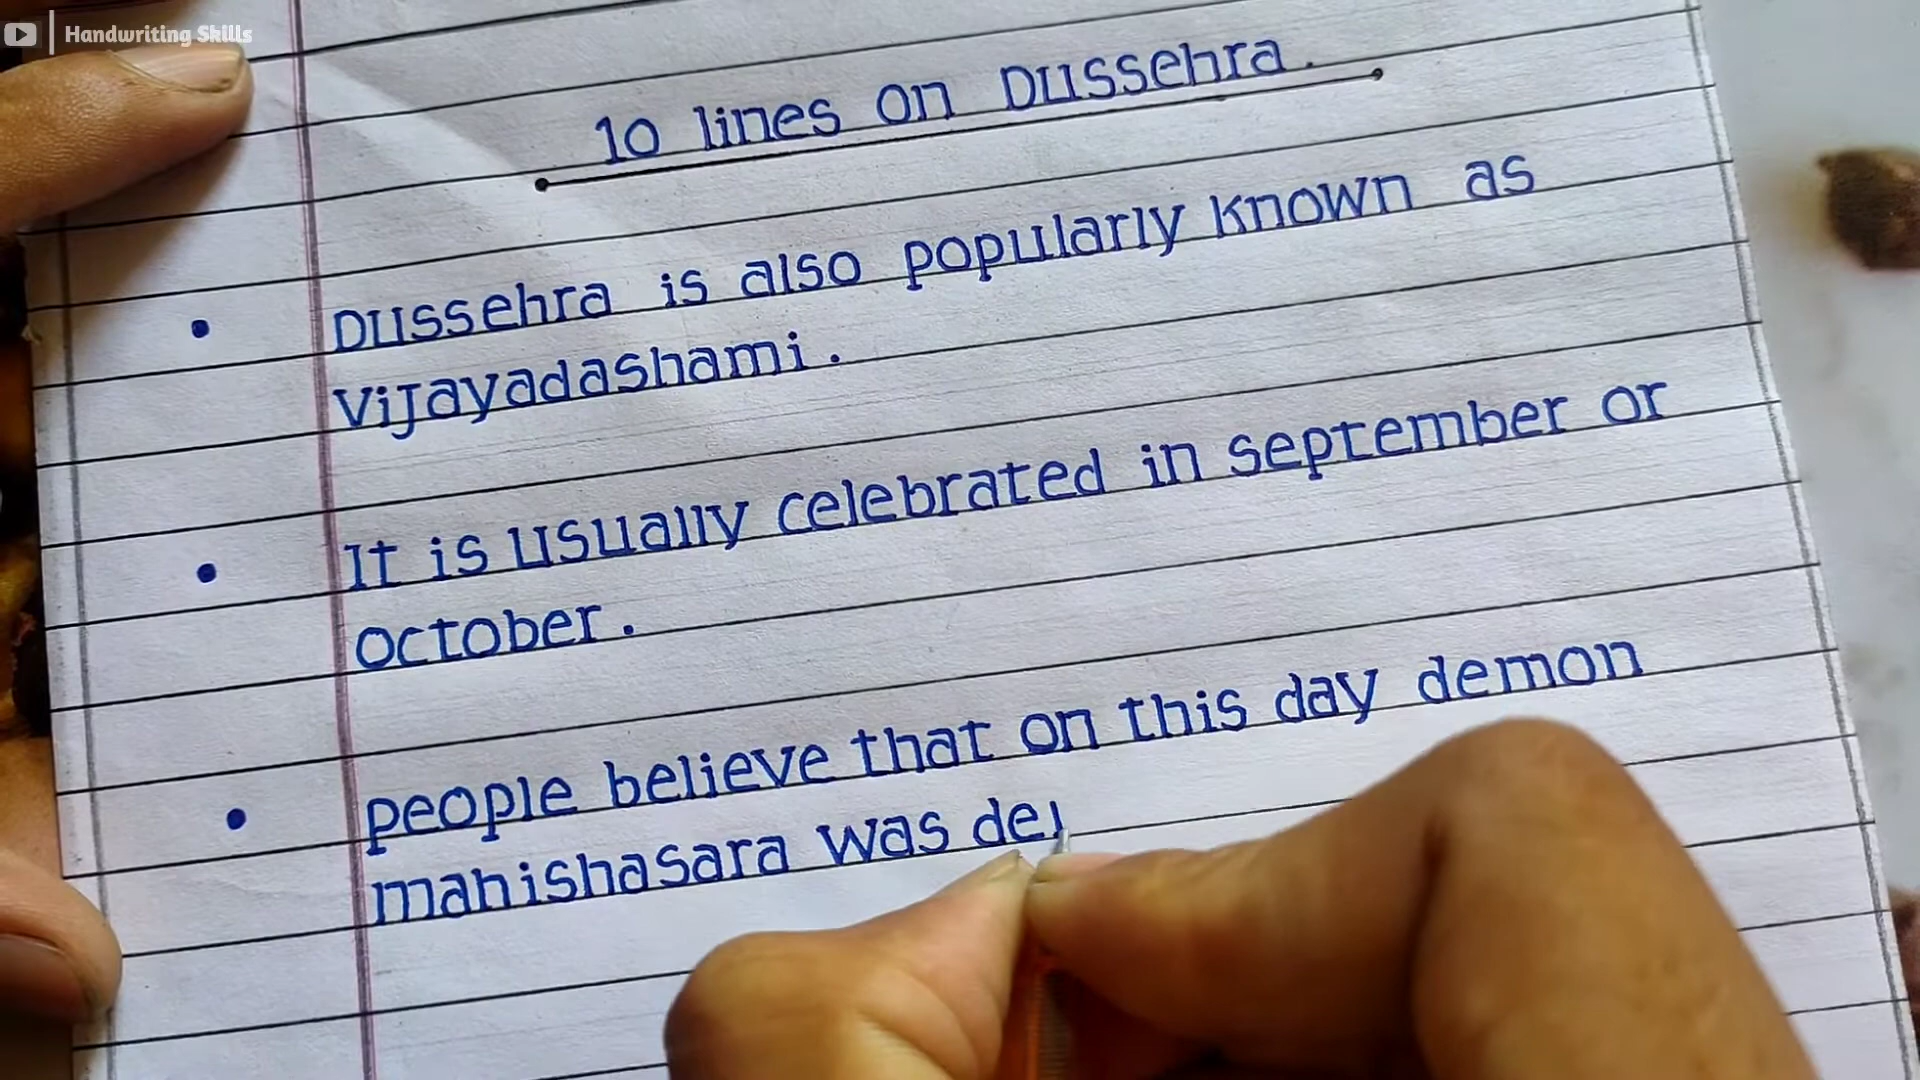 Handwriting Skills
10 lines on Dussehra.
Dussehra is also popularly known as
Vijayadashami.
It is usually celebrated in september or
october.
people believe that on this day demon
mahishasara was